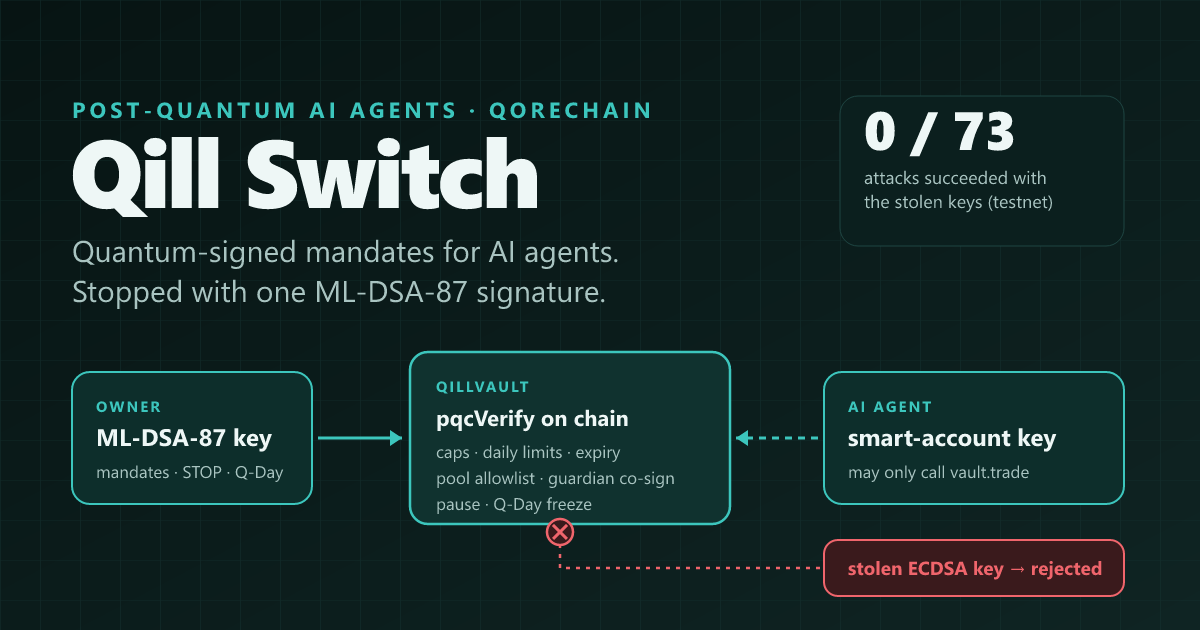 POST-QUANTUM AI AGENTS · QORECHAIN
Qill Switch
Quantum-signed mandates for AI agents.
Stopped with one ML-DSA-87 signature.
0 / 73
attacks succeeded with
the stolen keys (testnet)
OWNER
ML-DSA-87 key
mandates · STOP · Q-Day
QILLVAULT
pqcVerify on chain
caps · daily limits · expiry
pool allowlist · guardian co-sign
pause · Q-Day freeze
AI AGENT
smart-account key
may only call vault.trade
stolen ECDSA key → rejected